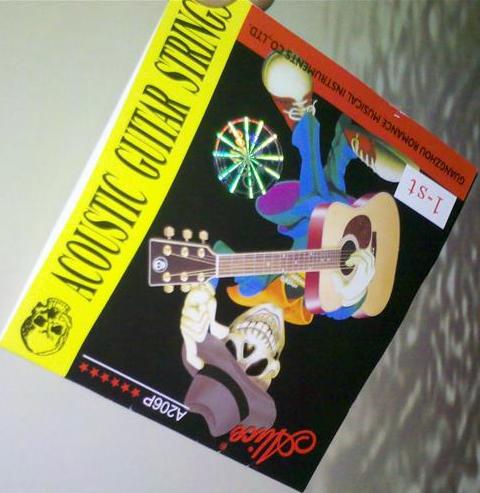 Alice
A206P
ACOUSTIC GUITAR STRINGS
1-st
GUANGZHOU ROMANCE MUSICAL INSTRUMENTS CO.,LTD.